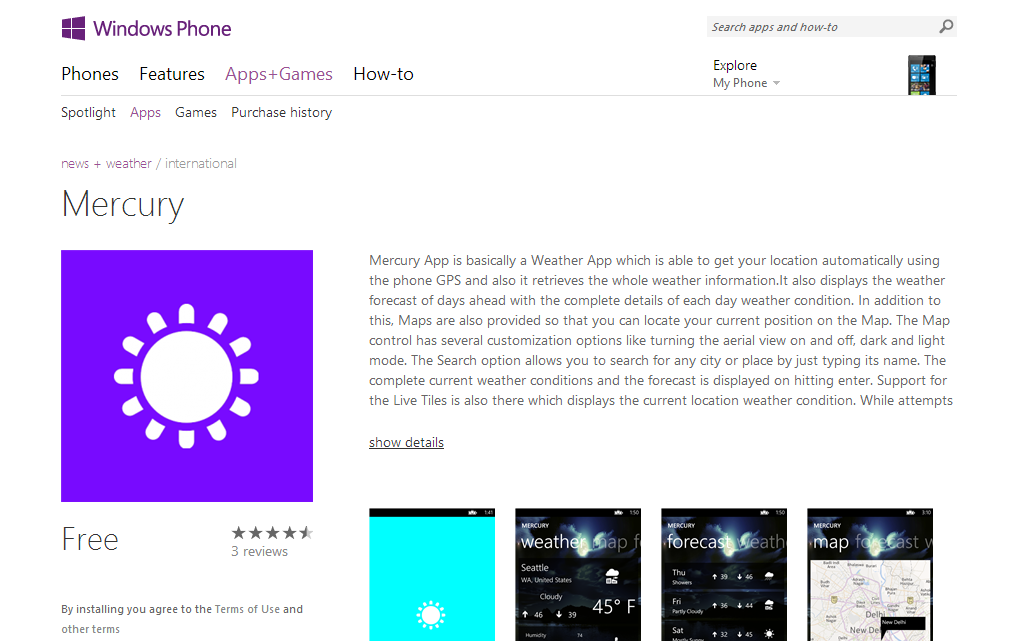 Windows Phone
Search apps and how-to
Phones Features Apps+Games How-to
Explore
My Phone
Spotlight Apps Games Purchase history
news + weather / international
Mercury
Mercury App is basically a Weather App which is able to get your location automatically using
the phone GPS and also it retrieves the whole weather information.It also displays the weather
forecast of days ahead with the complete details of each day weather condition. In addition to
this, Maps are also provided so that you can locate your current position on the Map. The Map
control has several customization options like turning the aerial view on and off, dark and light
mode. The Search option allows you to search for any city or place by just typing its name. The
complete current weather conditions and the forecast is displayed on hitting enter. Support for
the Live Tiles is also there which displays the current location weather condition. While attempts
show details
Free
3 reviews
By installing you agree to the Terms of Use and
other terms
1:41
1:50
MERCURY
weather map f
Seattle
WA, United States
Cloudy
46 39
45° F
Humidity 74
1:50
MERCURY
forecast weath
Thu
Showers
39 46
Fri
Partly Cloudy
36 44
Sat
Mostly Sunny
32 45
3:10
MERCURY
map forecast w
New Delhi
New Del